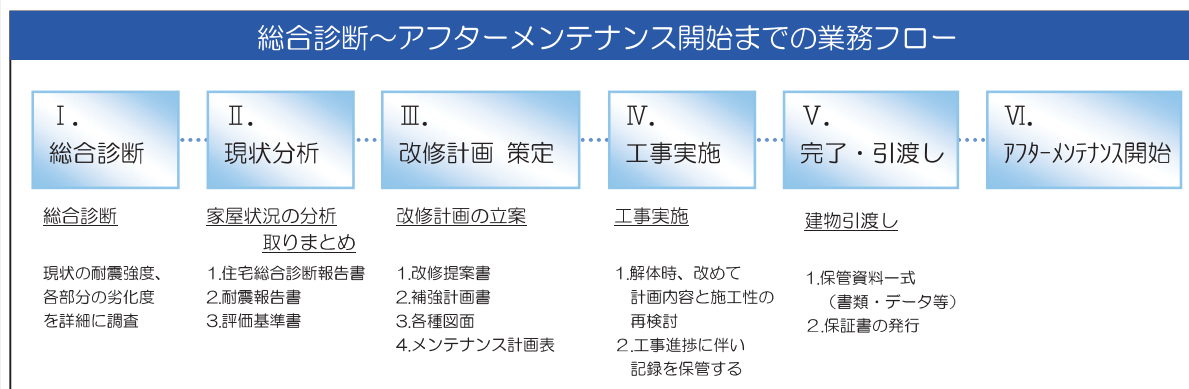 総合診断～アフターメンテナンス開始までの業務フロー
Ⅰ.
総合診断
Ⅱ.
現状分析
Ⅲ.
改修計画 策定
Ⅳ.
工事実施
Ⅴ.
完了・引渡し
Ⅵ.
ｱﾌﾀｰﾒﾝﾃﾅﾝｽ開始
総合診断
現状の耐震強度、
各部分の劣化度
を詳細に調査
家屋状況の分析
取りまとめ
1.住宅総合診断報告書
2.耐震報告書
3.評価基準書
改修計画の立案
1.改修提案書
2.補強計画書
3.各種図面
4.メンテナンス計画表
工事実施
1.解体時、改めて
計画内容と施工性の
再検討
2.工事進捗に伴い
記録を保管する
建物引渡し
1.保管資料一式
（書類・データ等）
2.保証書の発行